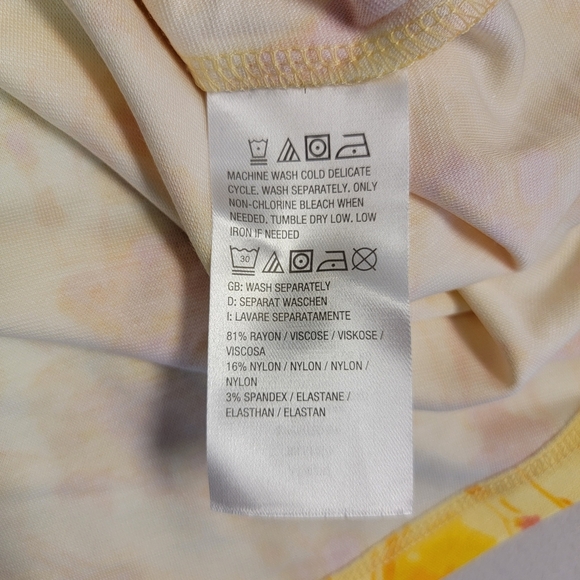 MACHINE WASH COLD DELICATE
CYCLE. WASH SEPARATELY. ONLY
NON-CHLORINE BLEACH WHEN
NEEDED. TUMBLE DRY LOW. LOW
IRON IF NEEDED
30
GB: WASH SEPARATELY
D: SEPARAT WASCHEN
I: LAVARE SEPARATAMENTE
81% RAYON / VISCOSE / VISKOSE /
VISCOSA
16% NYLON / NYLON / NYLON /
NYLON
3% SPANDEX / ELASTANE /
ELASTHAN / ELASTAN